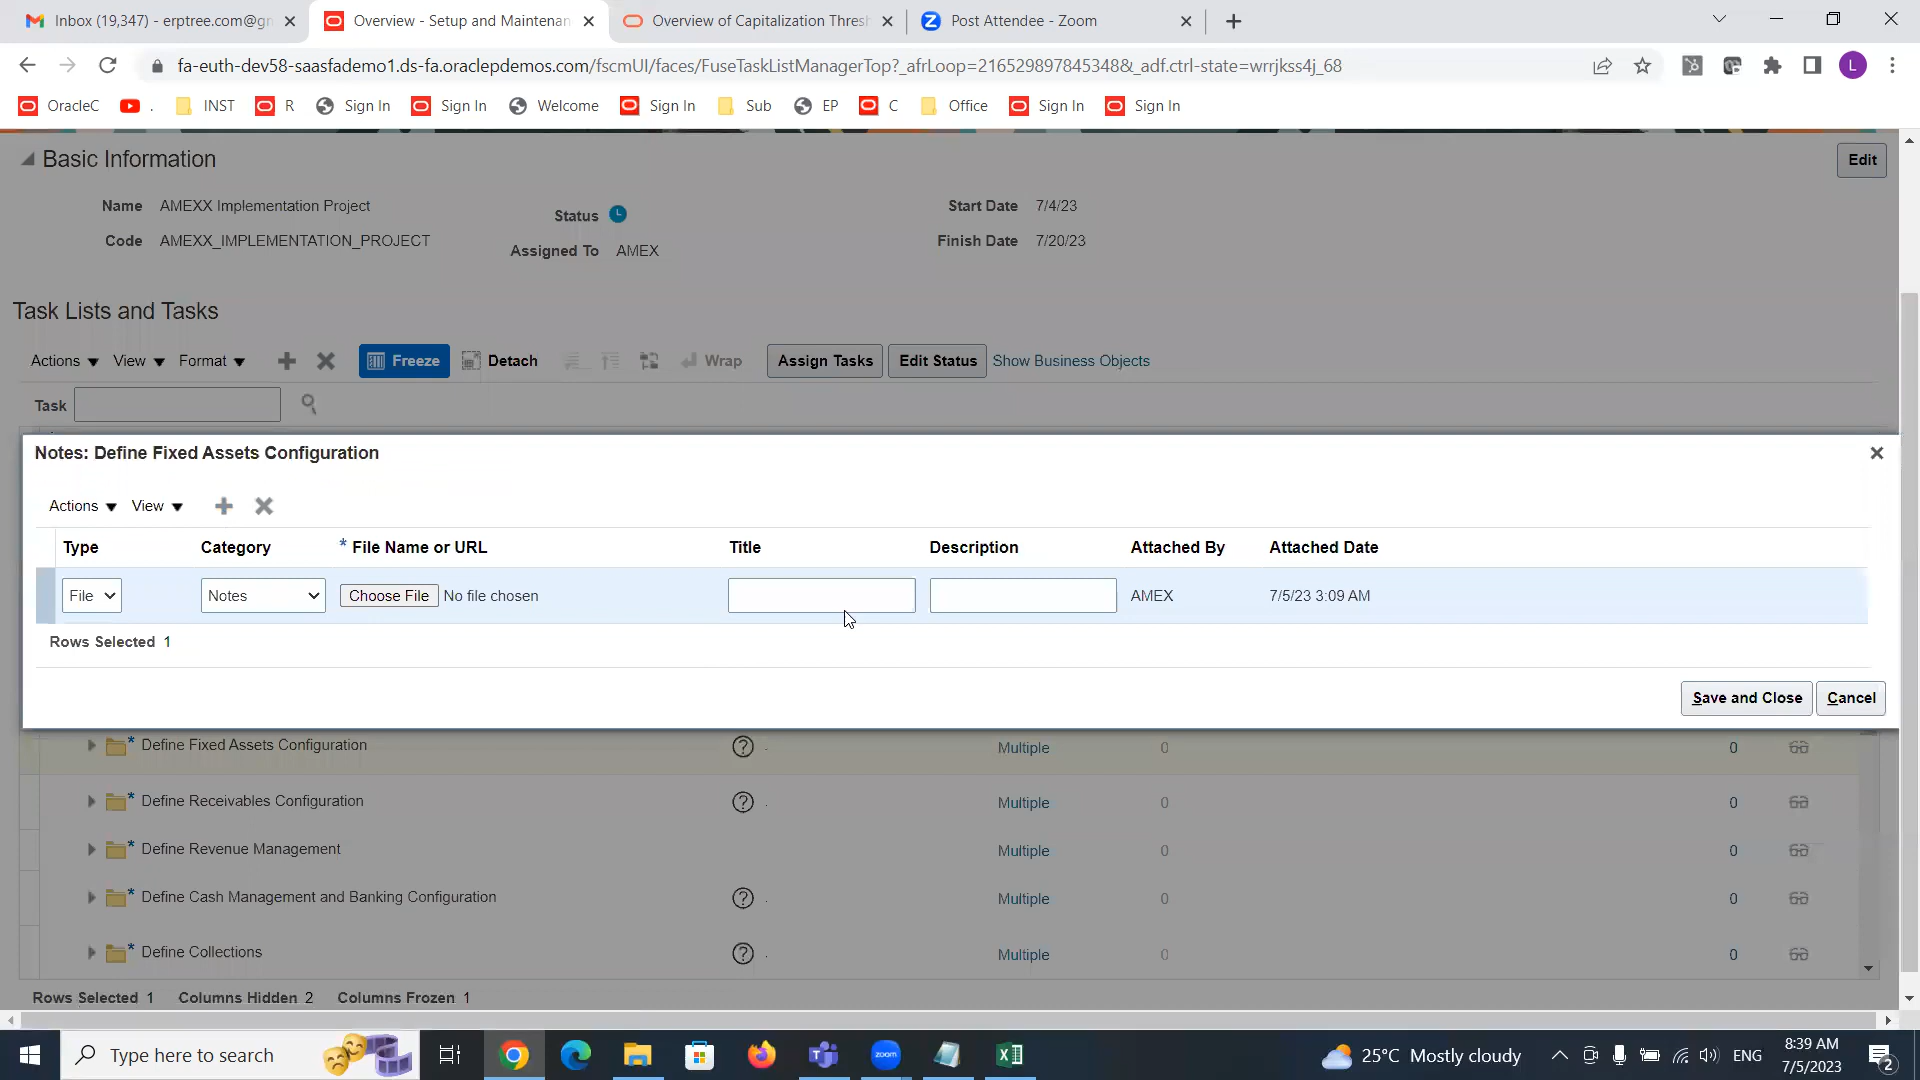 Inbox (19,347) - erptree.com@gm
Overview - Setup and Maintenan
Overview of Capitalization Thresh
Post Attendee - Zoom
fa-euth-dev58-saasfademo1.ds-fa.oraclepdemos.com/fscmUI/faces/FuseTaskListManagerTop?_afrLoop=216529897845348&_adf.ctrl-state=wrrjkss4j_68
L
OracleC . INST R Sign In Sign In Welcome Sign In Sub EP C Office Sign In Sign In
Basic Information
Edit
Name AMEXX Implementation Project
Status
Start Date 7/4/23
Code AMEXX_IMPLEMENTATION_PROJECT
Assigned To AMEX
Finish Date 7/20/23
Task Lists and Tasks
Actions View Format Freeze Detach Wrap Assign Tasks Edit Status Show Business Objects
Task
Notes: Define Fixed Assets Configuration
Actions View
Type Category * File Name or URL Title Description Attached By Attached Date
File Notes Choose File No file chosen AMEX 7/5/23 3:09 AM
Rows Selected 1
Save and Close Cancel
* Define Fixed Assets Configuration ? . Multiple 0 0
* Define Receivables Configuration ? . Multiple 0 0
* Define Revenue Management Multiple 0 0
* Define Cash Management and Banking Configuration ? . Multiple 0 0
* Define Collections ? . Multiple 0 0
Rows Selected 1 Columns Hidden 2 Columns Frozen 1
Type here to search
zoom
25°C Mostly cloudy
ENG
8:39 AM
7/5/2023
2